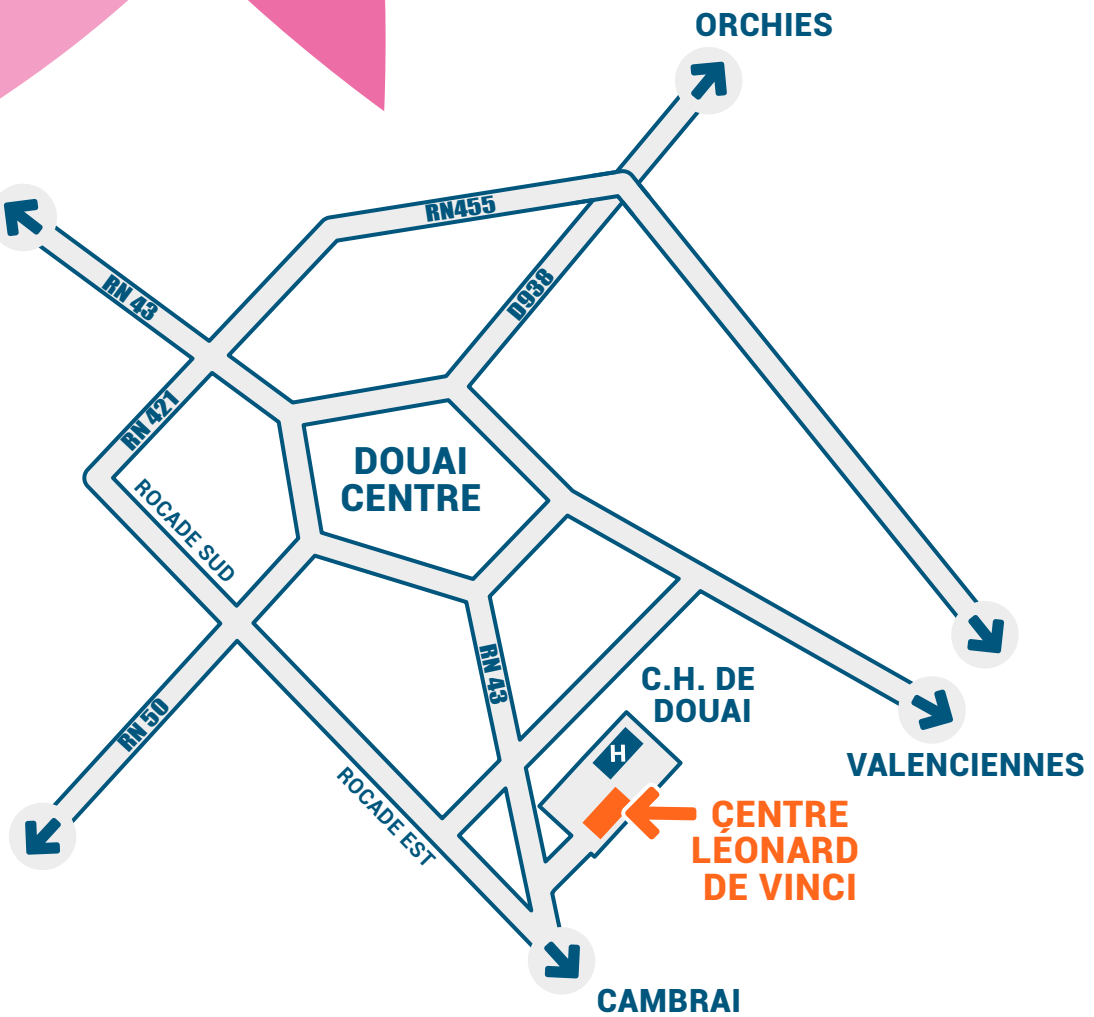 ORCHIES
RN455
RN 43
D938
RN 421
DOUAI
CENTRE
ROCADE SUD
RN 43
C.H. DE
DOUAI
RN 50
H
VALENCIENNES
ROCADE EST
CENTRE
LÉONARD
DE VINCI
CAMBRAI